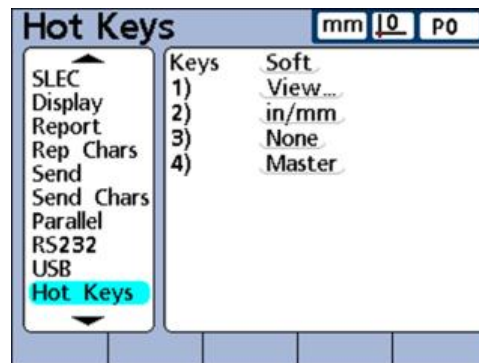 Hot Keys mm 0 P0
SLEC
Display
Report
Rep Chars
Send
Send Chars
Parallel
RS232
USB
Hot Keys
Keys Soft
1) View...
2) in/mm
3) None
4) Master